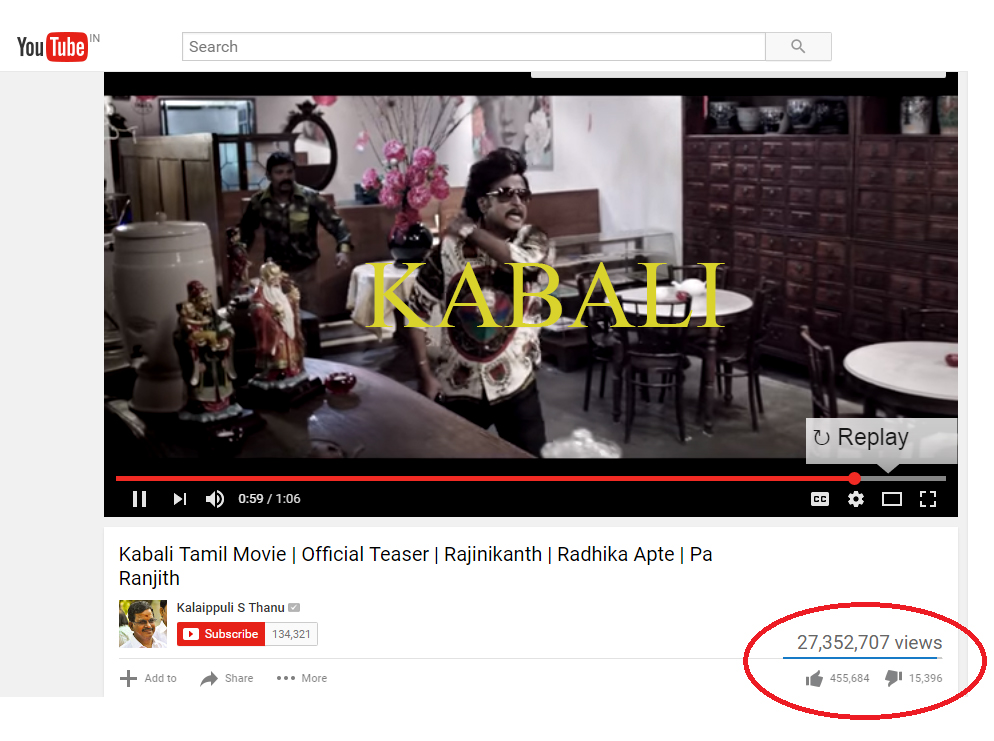 YouTube IN
Search
KABALI
↻ Replay
0:59 / 1:06
CC
Kabali Tamil Movie | Official Teaser | Rajinikanth | Radhika Apte | Pa
Ranjith
Kalaippuli S Thanu
Subscribe 134,321
27,352,707 views
Add to Share More
455,684 15,396